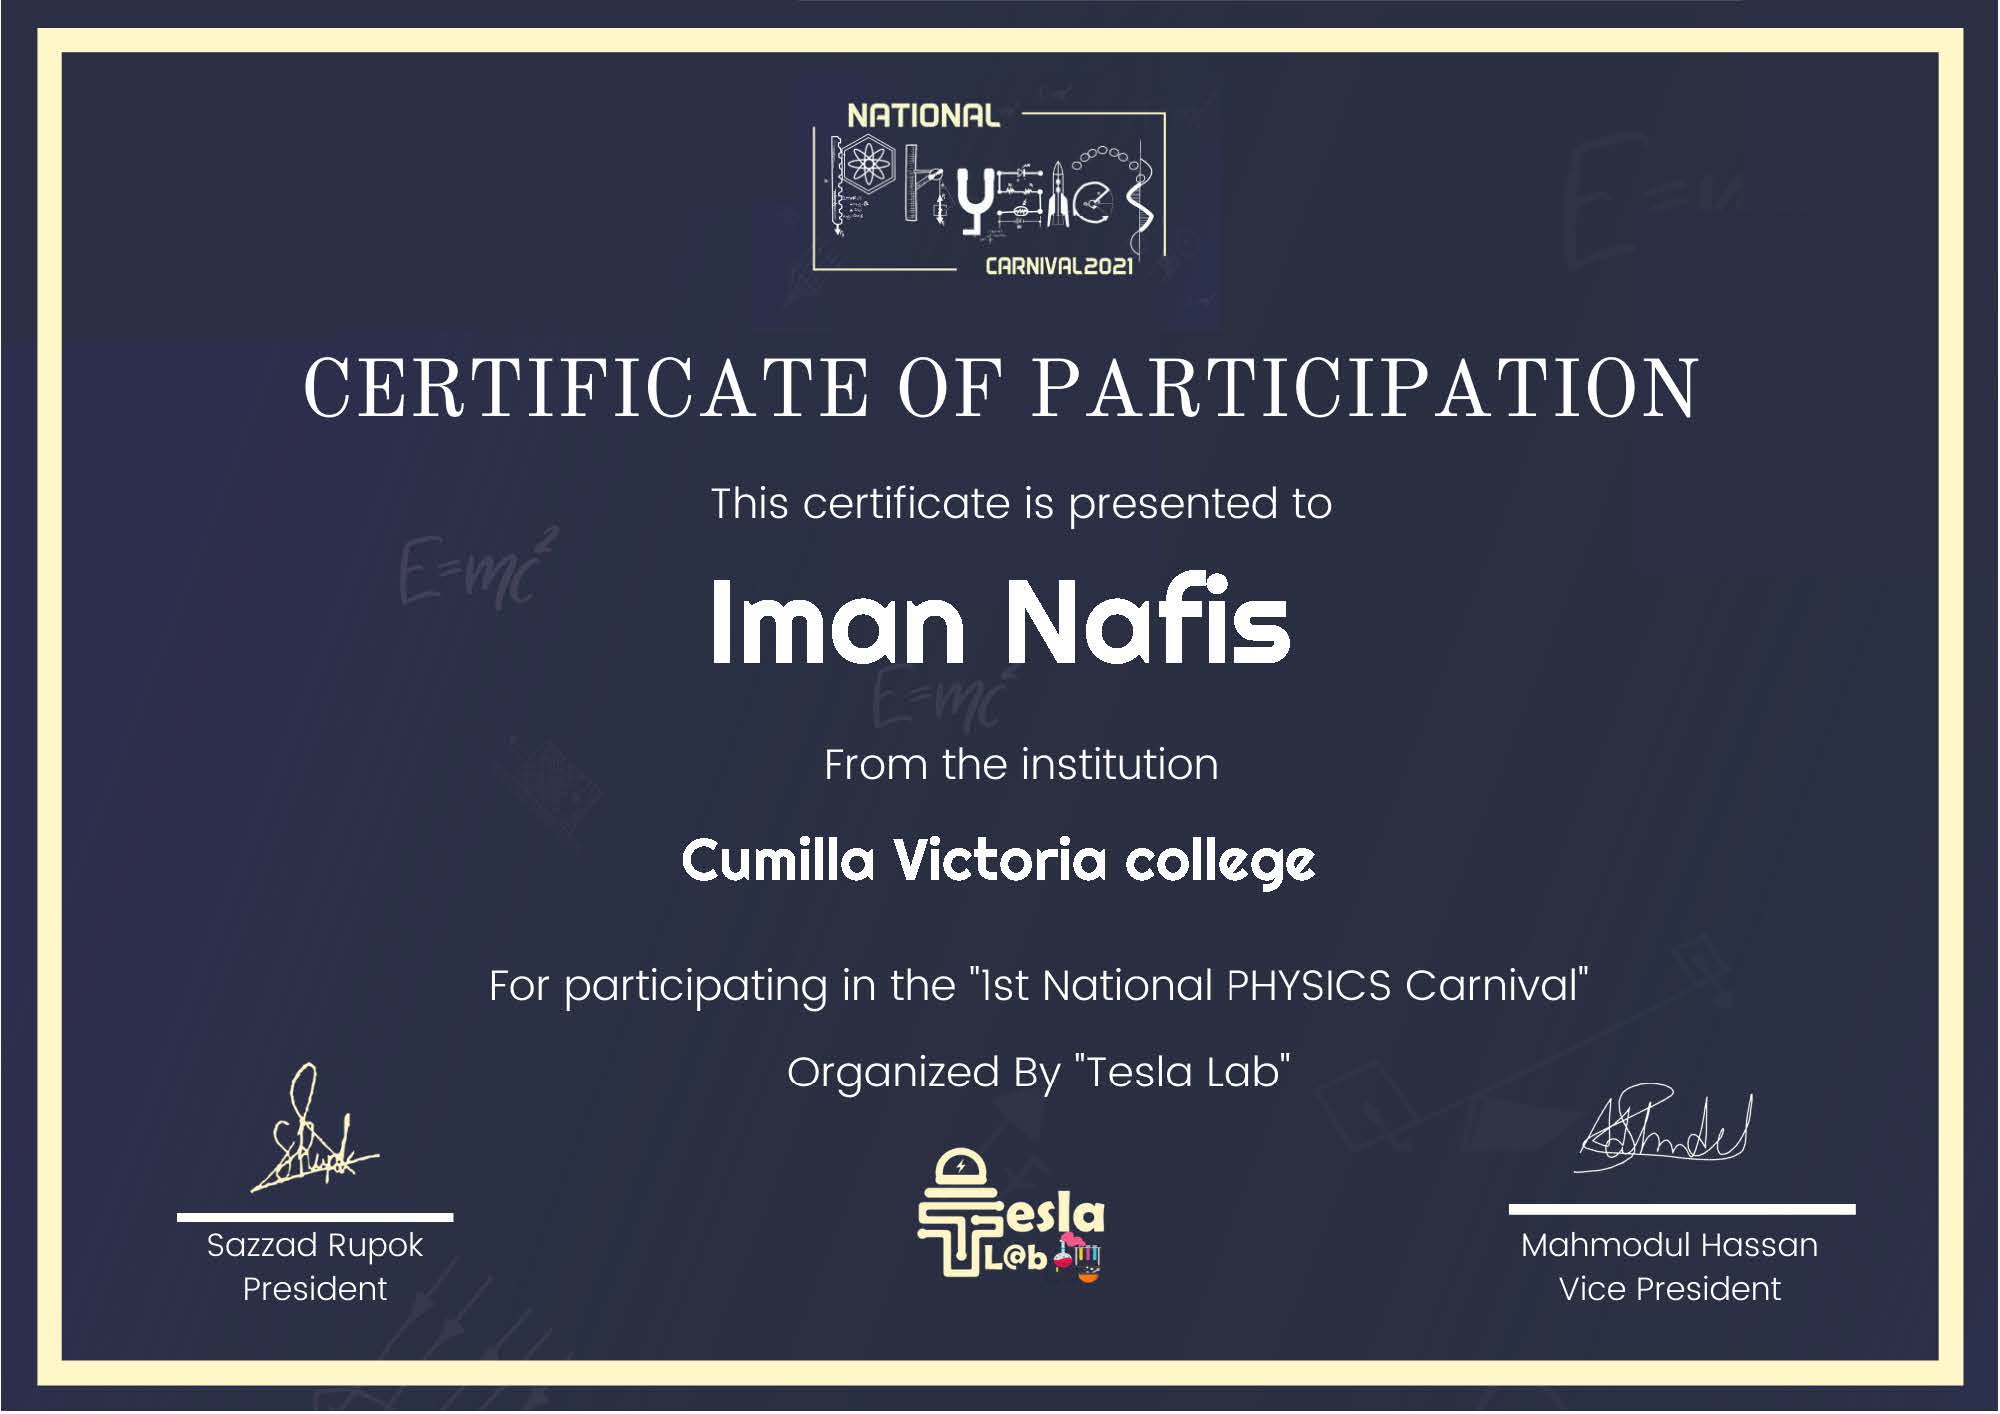 NATIONAL
Physics
CARNIVAL2021
CERTIFICATE OF PARTICIPATION
This certificate is presented to
E=mc²
Iman Nafis
E=mc²
From the institution
Cumilla Victoria college
For participating in the "1st National PHYSICS Carnival"
Organized By "Tesla Lab"
Tesla
L@b
Sazzad Rupok
President
Mahmodul Hassan
Vice President